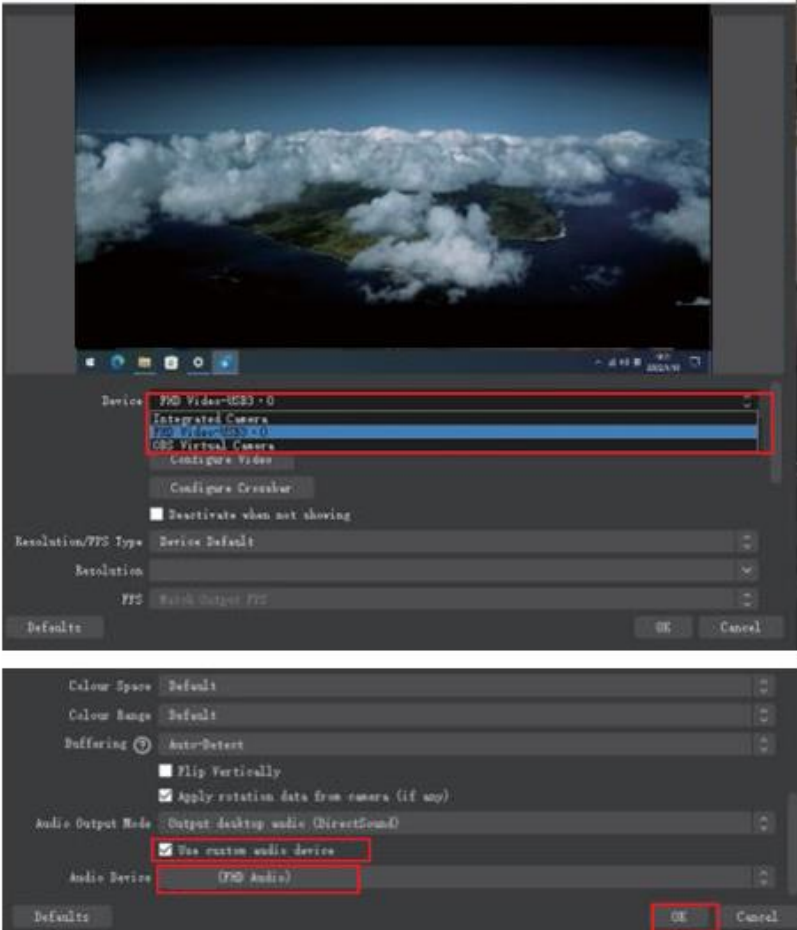 Device FHD Video-USB3·0
Integrated Camera
FHD Video-USB3·0
OBS Virtual Camera
Configure Video
Configure Crossbar
Deactivate when not showing
Resolution/FPS Type Device Default
Resolution
FPS Match Output FPS
Defaults OK Cancel
Colour Space Default
Colour Range Default
Buffering ? Auto-Detect
Flip Vertically
Apply rotation data from camera (if any)
Audio Output Mode Output desktop audio (DirectSound)
Use custom audio device
Audio Device (FHD Audio)
Defaults OK Cancel